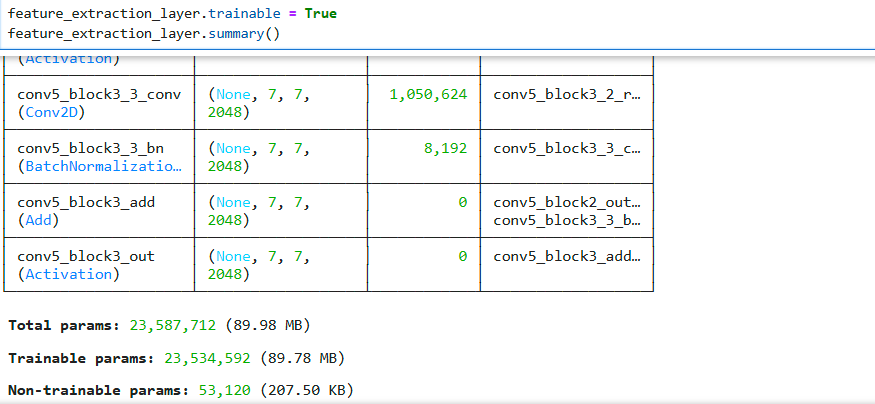 feature_extraction_layer.trainable = True
feature_extraction_layer.summary()
(Activation)
conv5_block3_3_conv (None, 7, 7, 1,050,624 conv5_block3_2_r…
(Conv2D) 2048)
conv5_block3_3_bn (None, 7, 7, 8,192 conv5_block3_3_c…
(BatchNormalizatio… 2048)
conv5_block3_add (None, 7, 7, 0 conv5_block2_out…
(Add) 2048) conv5_block3_3_b…
conv5_block3_out (None, 7, 7, 0 conv5_block3_add…
(Activation) 2048)
Total params: 23,587,712 (89.98 MB)
Trainable params: 23,534,592 (89.78 MB)
Non-trainable params: 53,120 (207.50 KB)